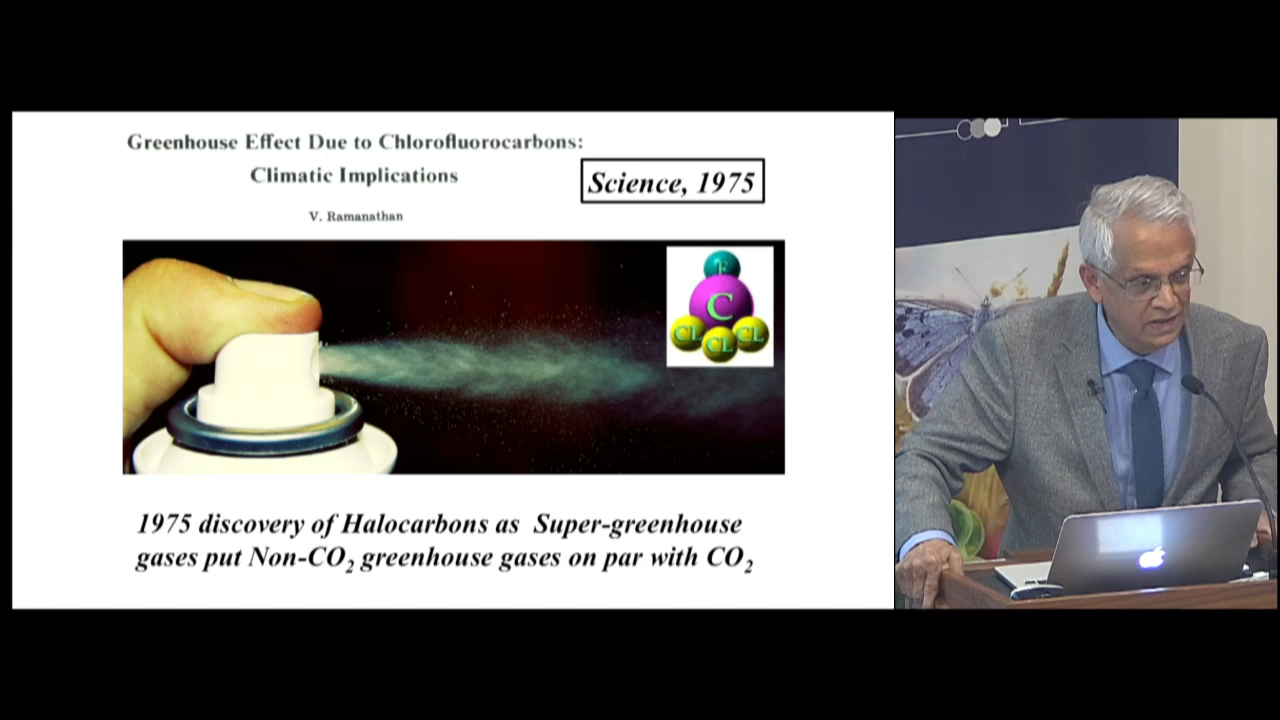 Greenhouse Effect Due to Chlorofluorocarbons:
Climatic Implications
Science, 1975
V. Ramanathan
F
C
CL CL CL
1975 discovery of Halocarbons as Super-greenhouse
gases put Non-CO₂ greenhouse gases on par with CO₂